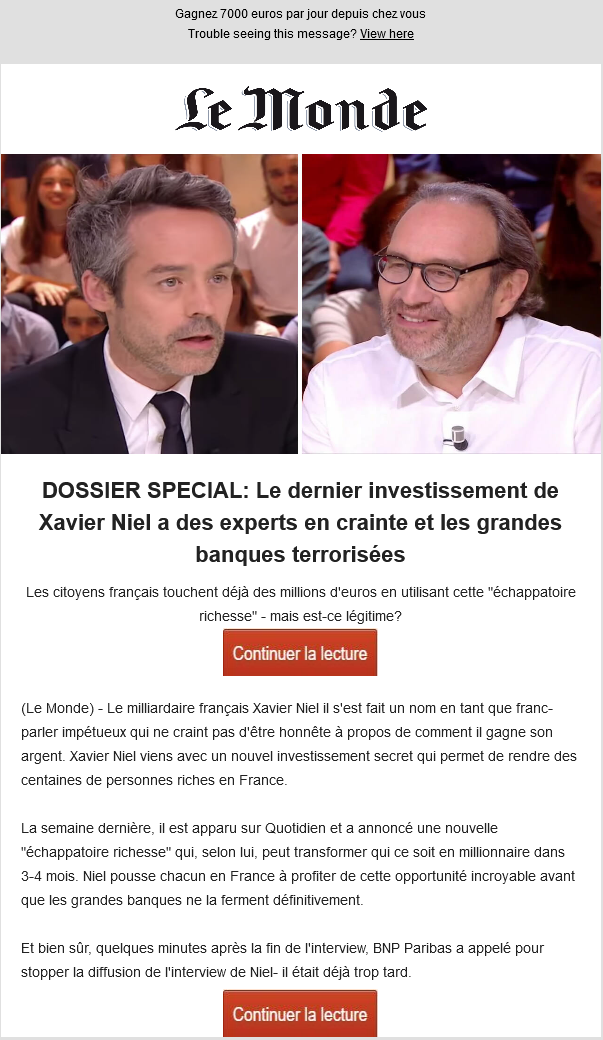 Gagnez 7000 euros par jour depuis chez vous
Trouble seeing this message? View here
Le Monde
DOSSIER SPECIAL: Le dernier investissement de
Xavier Niel a des experts en crainte et les grandes
banques terrorisées
Les citoyens français touchent déjà des millions d'euros en utilisant cette "échappatoire
richesse" - mais est-ce légitime?
Continuer la lecture
(Le Monde) - Le milliardaire français Xavier Niel il s'est fait un nom en tant que franc-
parler impétueux qui ne craint pas d'être honnête à propos de comment il gagne son
argent. Xavier Niel viens avec un nouvel investissement secret qui permet de rendre des
centaines de personnes riches en France.
La semaine dernière, il est apparu sur Quotidien et a annoncé une nouvelle
"échappatoire richesse" qui, selon lui, peut transformer qui ce soit en millionnaire dans
3-4 mois. Niel pousse chacun en France à profiter de cette opportunité incroyable avant
que les grandes banques ne la ferment définitivement.
Et bien sûr, quelques minutes après la fin de l'interview, BNP Paribas a appelé pour
stopper la diffusion de l'interview de Niel- il était déjà trop tard.
Continuer la lecture